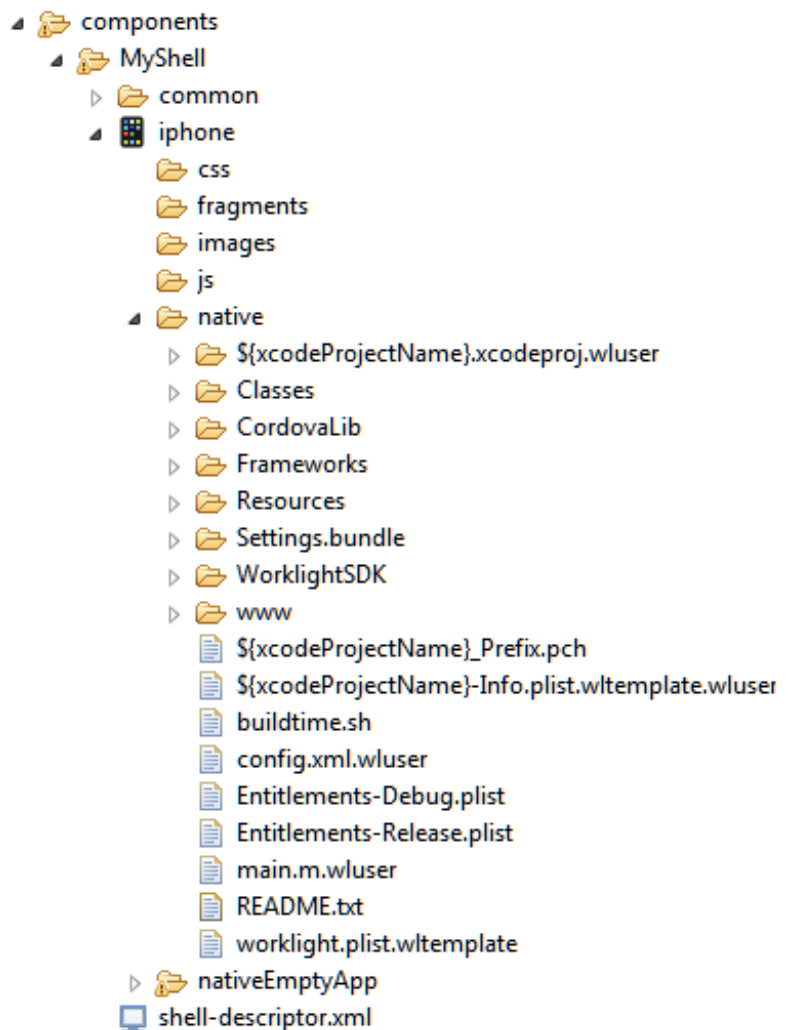 components
MyShell
common
iphone
css
fragments
images
js
native
${xcodeProjectName}.xcodeproj.wluser
Classes
CordovaLib
Frameworks
Resources
Settings.bundle
WorklightSDK
www
${xcodeProjectName}_Prefix.pch
${xcodeProjectName}-Info.plist.wltemplate.wluser
buildtime.sh
config.xml.wluser
Entitlements-Debug.plist
Entitlements-Release.plist
main.m.wluser
README.txt
worklight.plist.wltemplate
nativeEmptyApp
shell-descriptor.xml